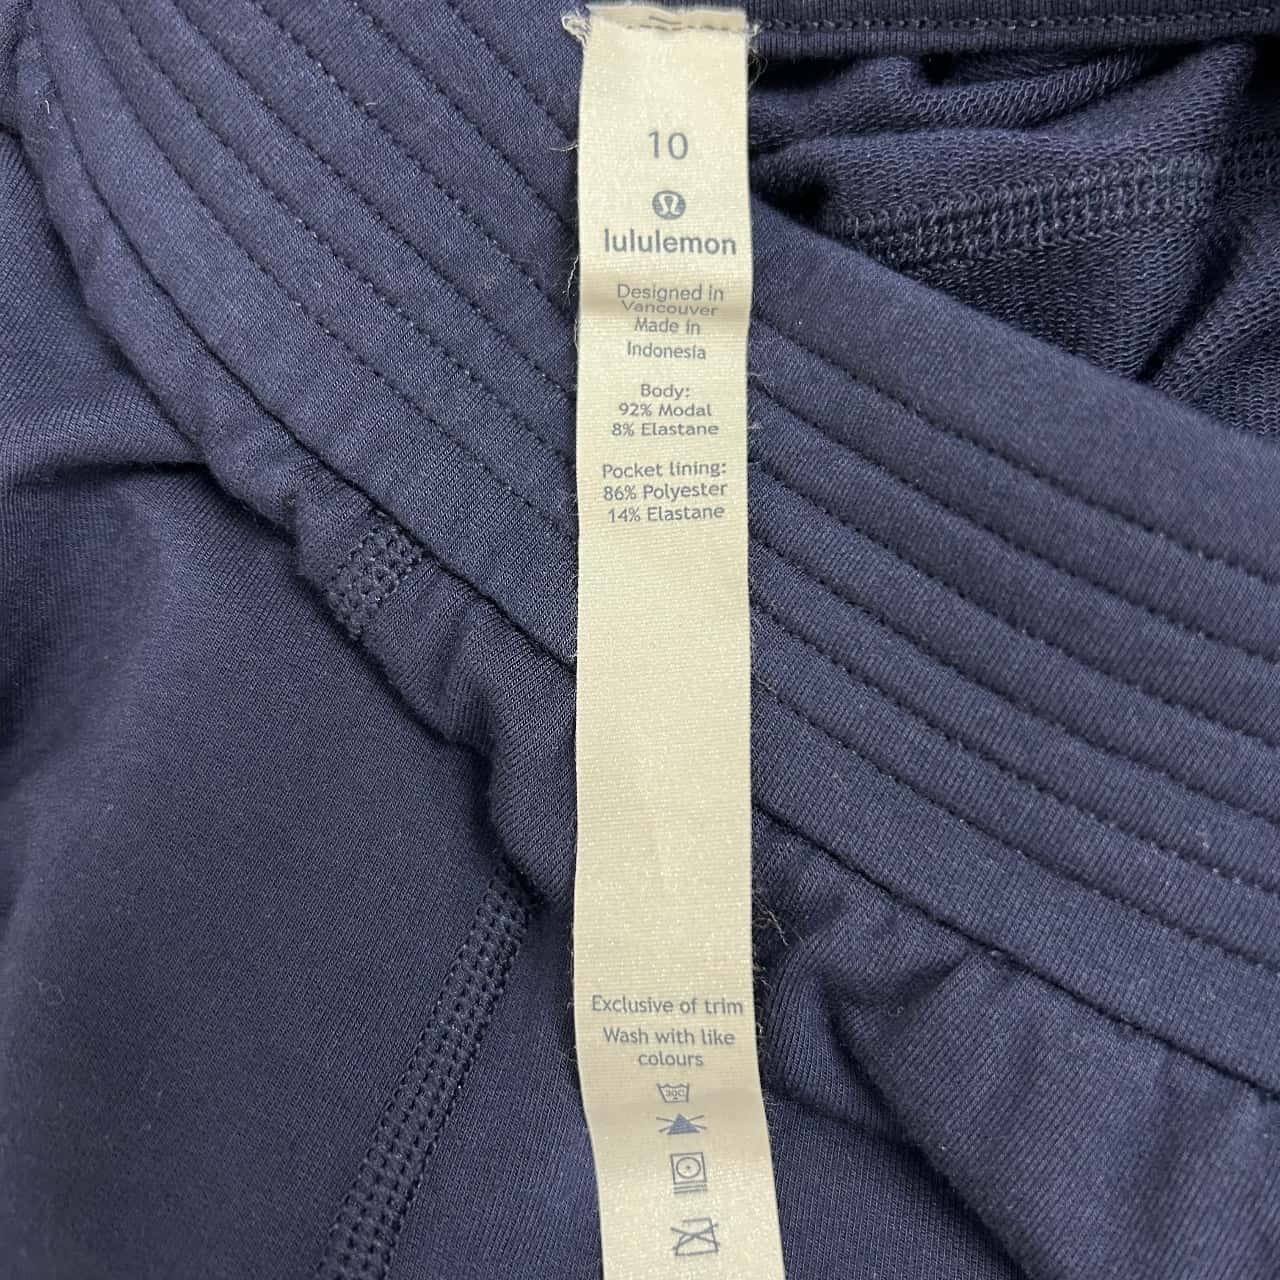 10
lululemon
Designed in
Vancouver
Made in
Indonesia
Body:
92% Modal
8% Elastane
Pocket lining:
86% Polyester
14% Elastane
Exclusive of trim
Wash with like
colours
30C